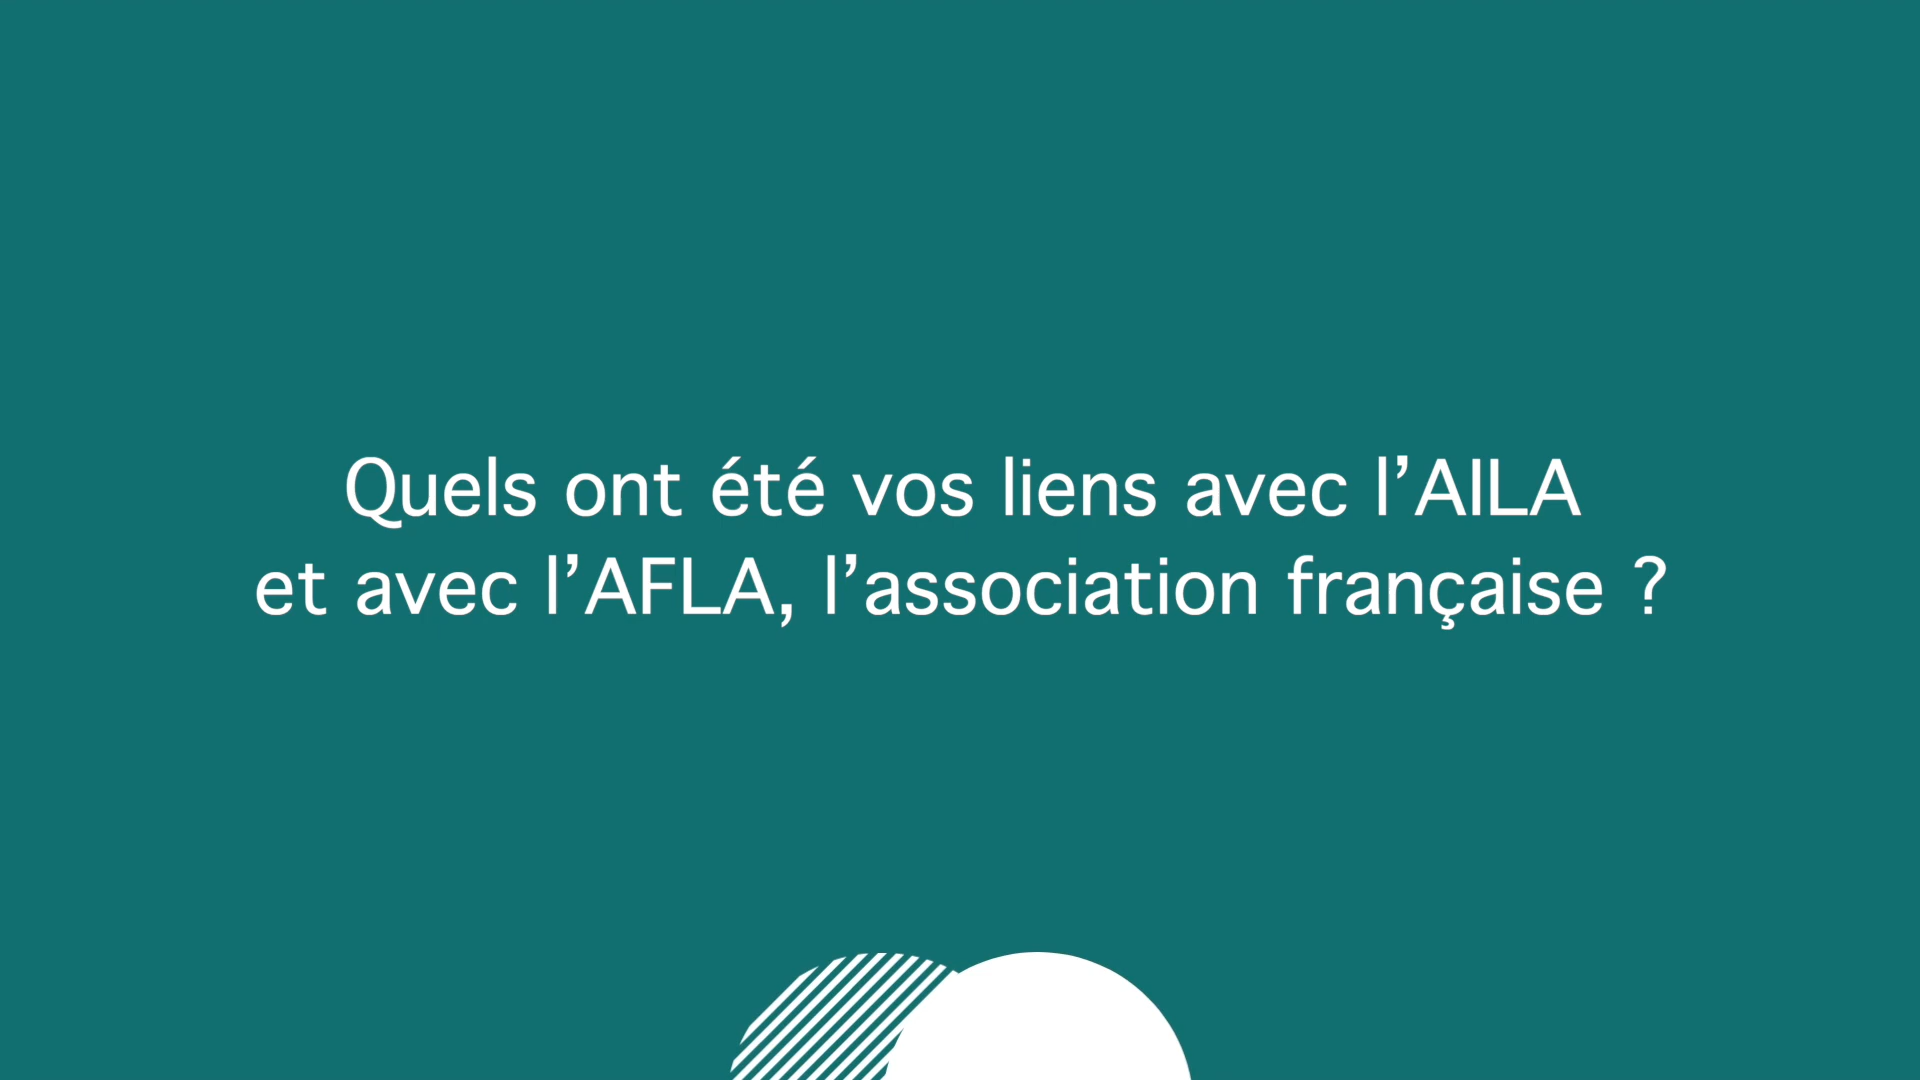 Quels ont été vos liens avec l’AILA
et avec l’AFLA, l’association française ?